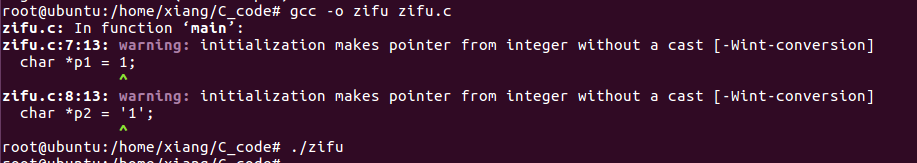 root@ubuntu:/home/xiang/C_code# gcc -o zifu zifu.c
zifu.c: In function ‘main’:
zifu.c:7:13: warning: initialization makes pointer from integer without a cast [-Wint-conversion]
  char *p1 = 1;
             ^
zifu.c:8:13: warning: initialization makes pointer from integer without a cast [-Wint-conversion]
  char *p2 = '1';
             ^
root@ubuntu:/home/xiang/C_code# ./zifu
root@ubuntu:/home/xiang/C_code#